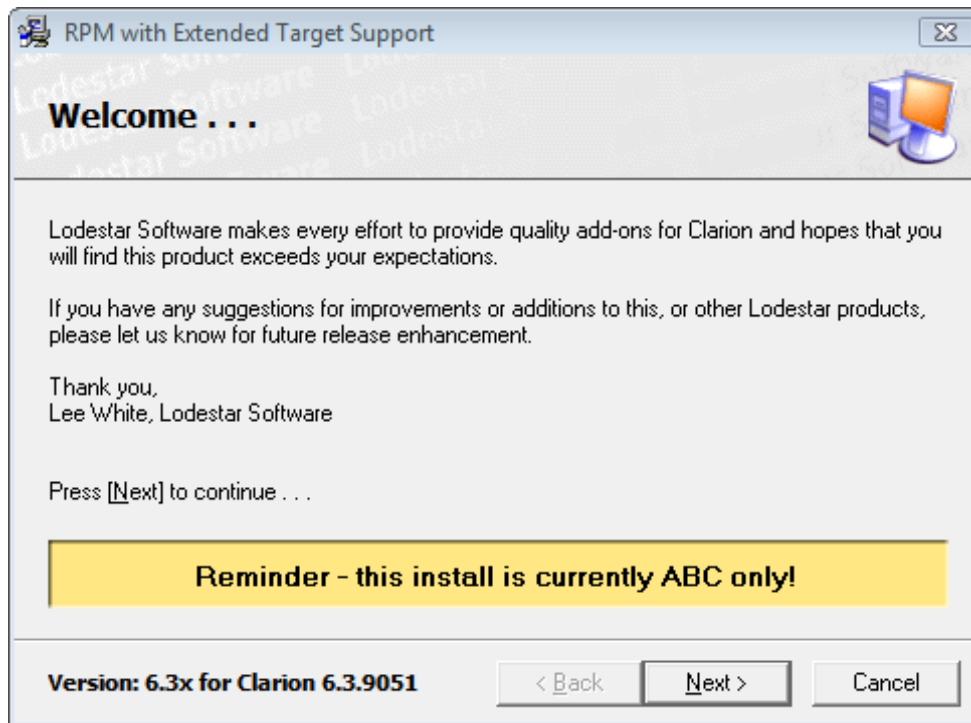 RPM with Extended Target Support
Welcome . . .
Lodestar Software makes every effort to provide quality add-ons for Clarion and hopes that you
will find this product exceeds your expectations.
If you have any suggestions for improvements or additions to this, or other Lodestar products,
please let us know for future release enhancement.
Thank you,
Lee White, Lodestar Software
Press [Next] to continue . . .
Reminder - this install is currently ABC only!
Version: 6.3x for Clarion 6.3.9051
< Back
Next >
Cancel